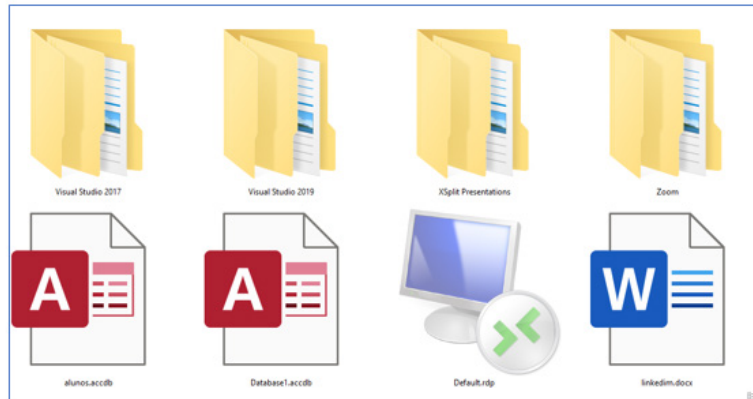 Visual Studio 2017
Visual Studio 2019
XSplit Presentations
Zoom
A
A
W
alunos.accdb
Database1.accdb
Default.rdp
linkedim.docx